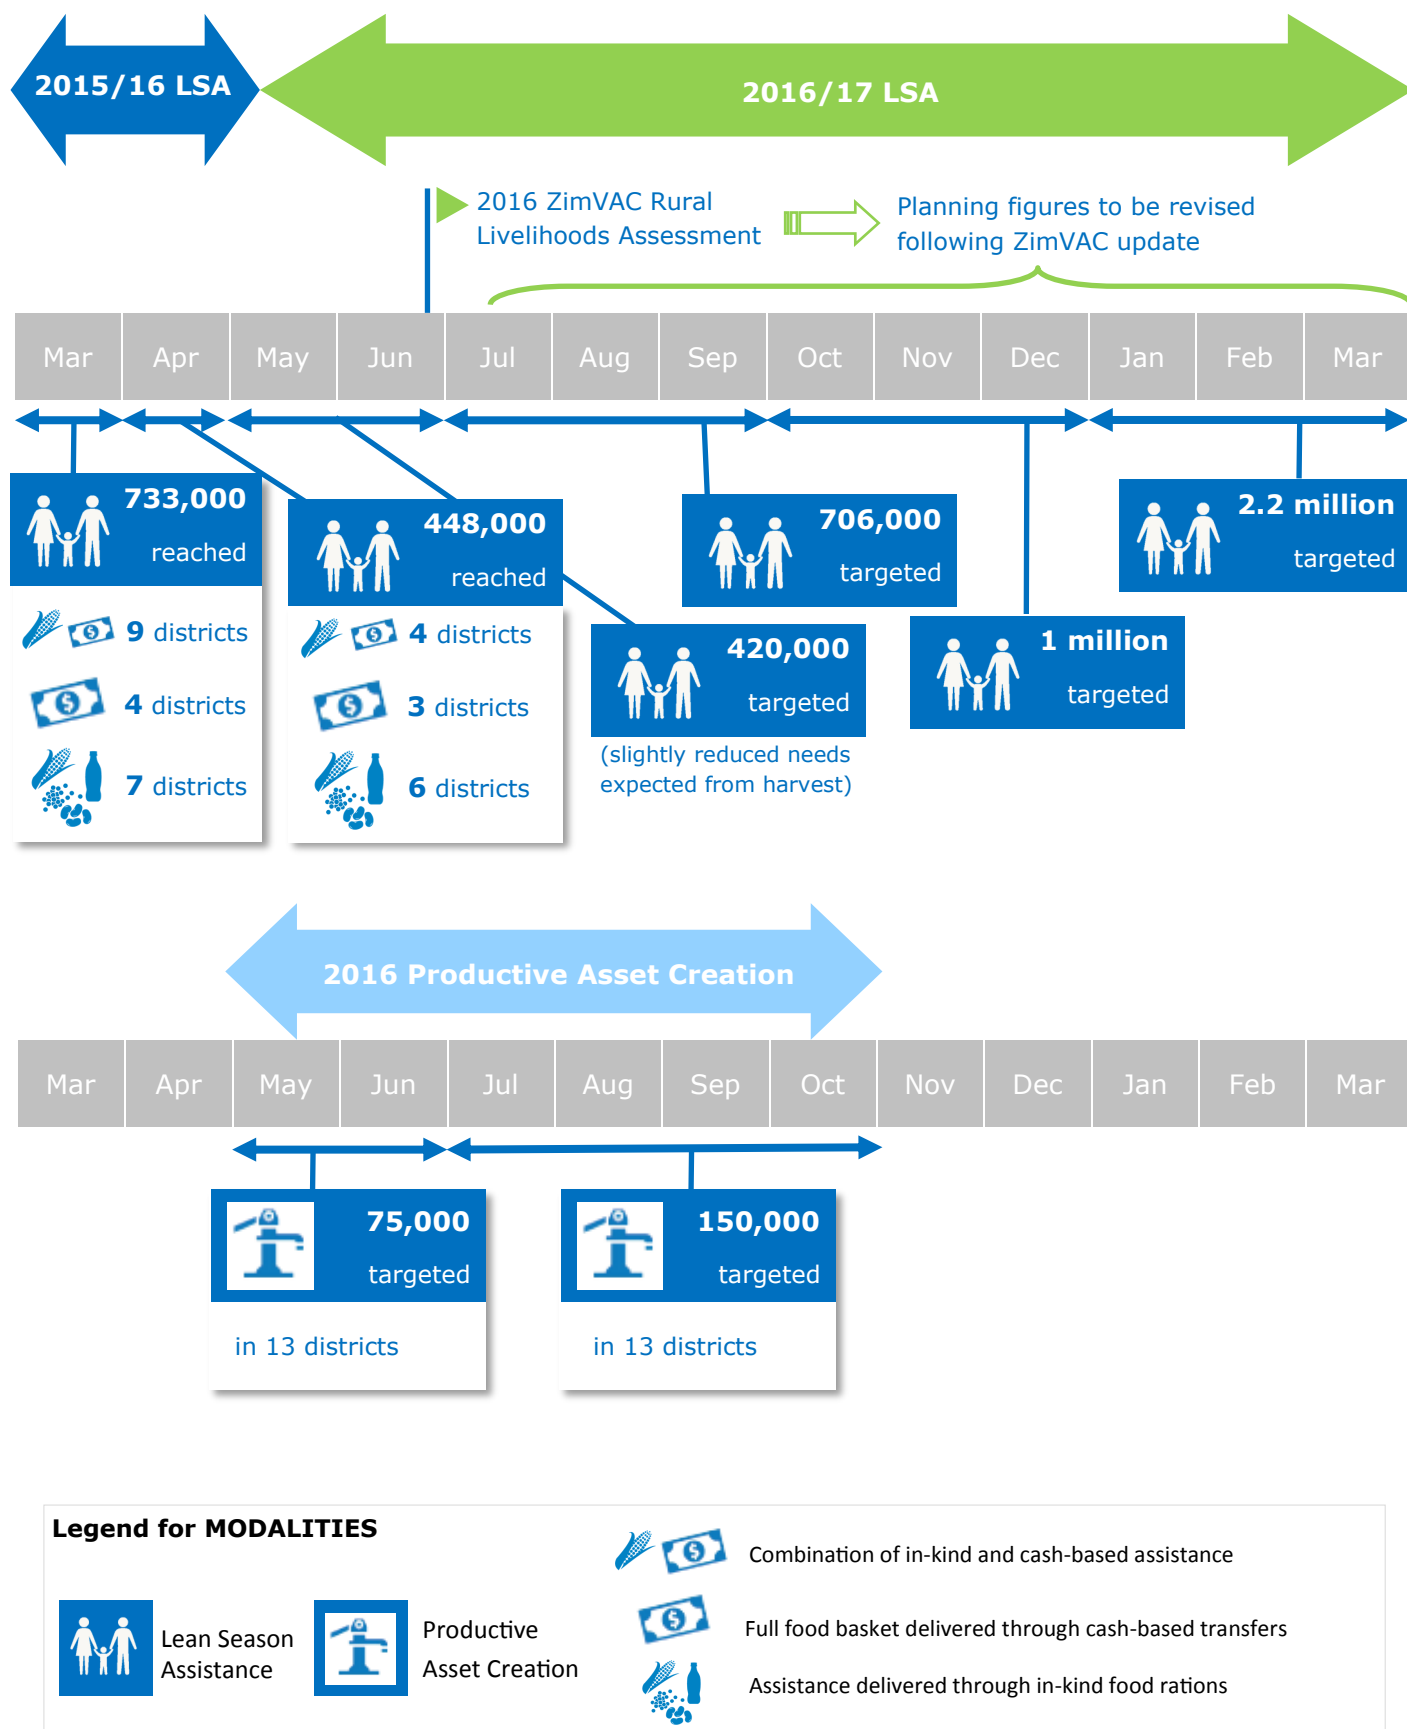 2015/16 LSA
2016/17 LSA
2016 ZimVAC Rural
Livelihoods Assessment
Planning figures to be revised
following ZimVAC update
Mar Apr May Jun Jul Aug Sep Oct Nov Dec Jan Feb Mar
733,000
reached
9 districts
4 districts
7 districts
448,000
reached
4 districts
3 districts
6 districts
420,000
targeted
(slightly reduced needs
expected from harvest)
706,000
targeted
1 million
targeted
2.2 million
targeted
2016 Productive Asset Creation
Mar Apr May Jun Jul Aug Sep Oct Nov Dec Jan Feb Mar
75,000
targeted
in 13 districts
150,000
targeted
in 13 districts
Legend for MODALITIES
Lean Season
Assistance
Productive
Asset Creation
Combination of in-kind and cash-based assistance
Full food basket delivered through cash-based transfers
Assistance delivered through in-kind food rations